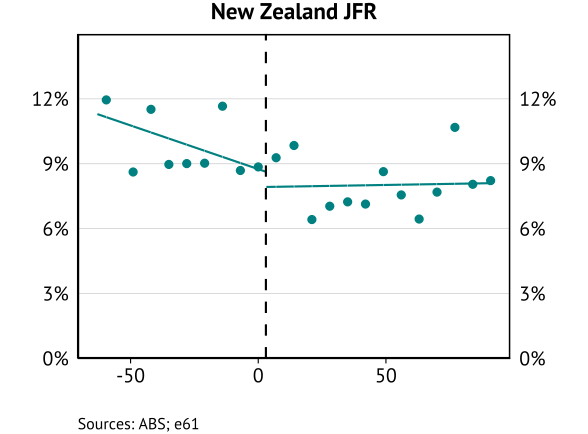 New Zealand JFR
12% 12%
9% 9%
6% 6%
3% 3%
0% 0%
-50 0 50
Sources: ABS; e61